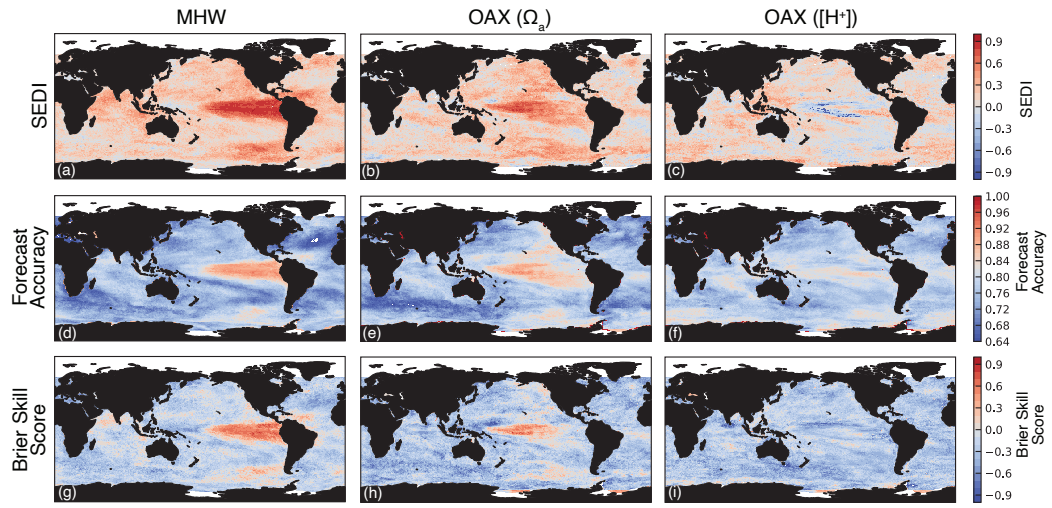 MHW
OAX (Ωₐ)
OAX ([H⁺])
SEDI
(a)
(b)
(c)
0.9
0.6
0.3
0.0
−0.3
−0.6
−0.9
SEDI
Forecast
Accuracy
(d)
(e)
(f)
1.00
0.96
0.92
0.88
0.84
0.80
0.76
0.72
0.68
0.64
Forecast
Accuracy
Brier Skill
Score
(g)
(h)
(i)
0.9
0.6
0.3
0.0
−0.3
−0.6
−0.9
Brier Skill
Score